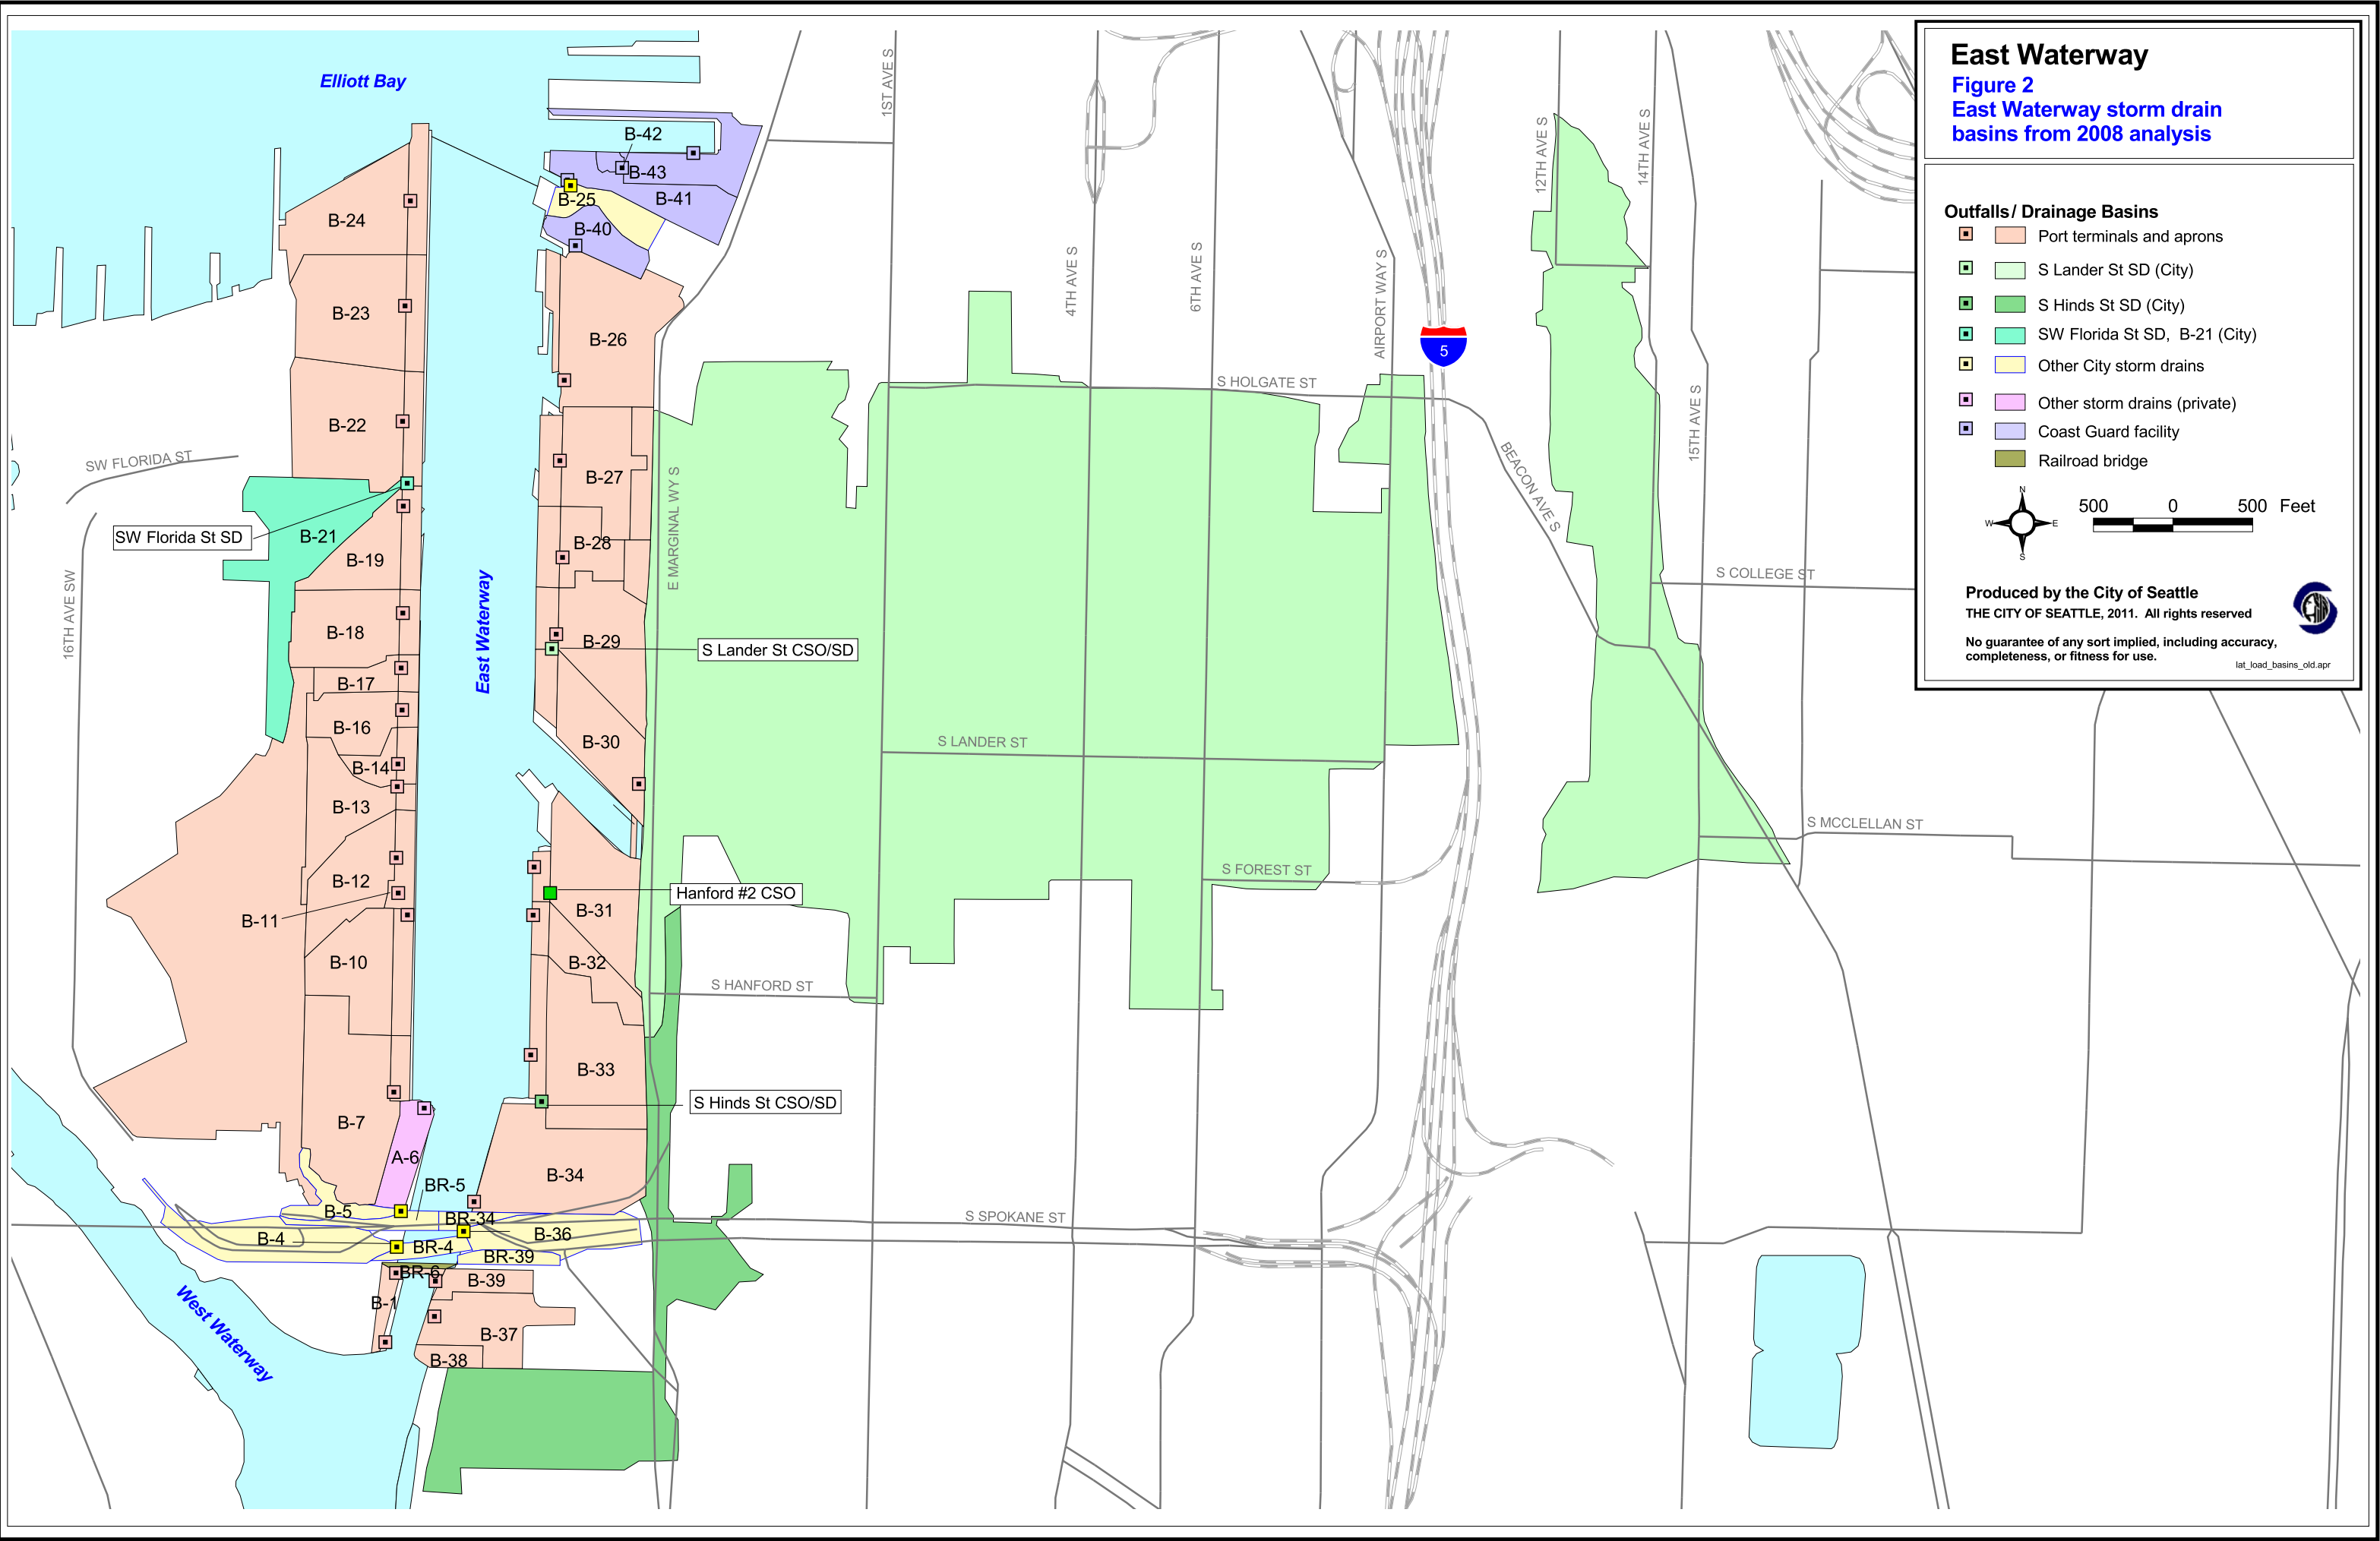 East Waterway
Figure 2
East Waterway storm drain
basins from 2008 analysis
Outfalls / Drainage Basins
Port terminals and aprons
S Lander St SD (City)
S Hinds St SD (City)
SW Florida St SD, B-21 (City)
Other City storm drains
Other storm drains (private)
Coast Guard facility
Railroad bridge
N
W
E
S
500 0 500 Feet
Produced by the City of Seattle
THE CITY OF SEATTLE, 2011. All rights reserved
No guarantee of any sort implied, including accuracy,
completeness, or fitness for use.
lat_load_basins_old.apr
Elliott Bay
East Waterway
West Waterway
B-42
B-43
B-41
B-25
B-40
B-24
B-23
B-22
B-26
B-27
B-28
B-29
B-30
SW FLORIDA ST
SW Florida St SD
B-21
B-19
B-18
B-17
B-16
B-14
B-13
B-12
B-11
B-10
B-7
A-6
16TH AVE SW
S Lander St CSO/SD
Hanford #2 CSO
B-31
B-32
B-33
S Hinds St CSO/SD
B-34
BR-5
B-5
BR-34
B-4
BR-4
B-36
BR-39
BR-6
B-39
B-1
B-37
B-38
E MARGINAL WY S
1ST AVE S
4TH AVE S
6TH AVE S
AIRPORT WAY S
5
12TH AVE S
14TH AVE S
15TH AVE S
BEACON AVE S
S HOLGATE ST
S COLLEGE ST
S LANDER ST
S MCCLELLAN ST
S FOREST ST
S HANFORD ST
S SPOKANE ST